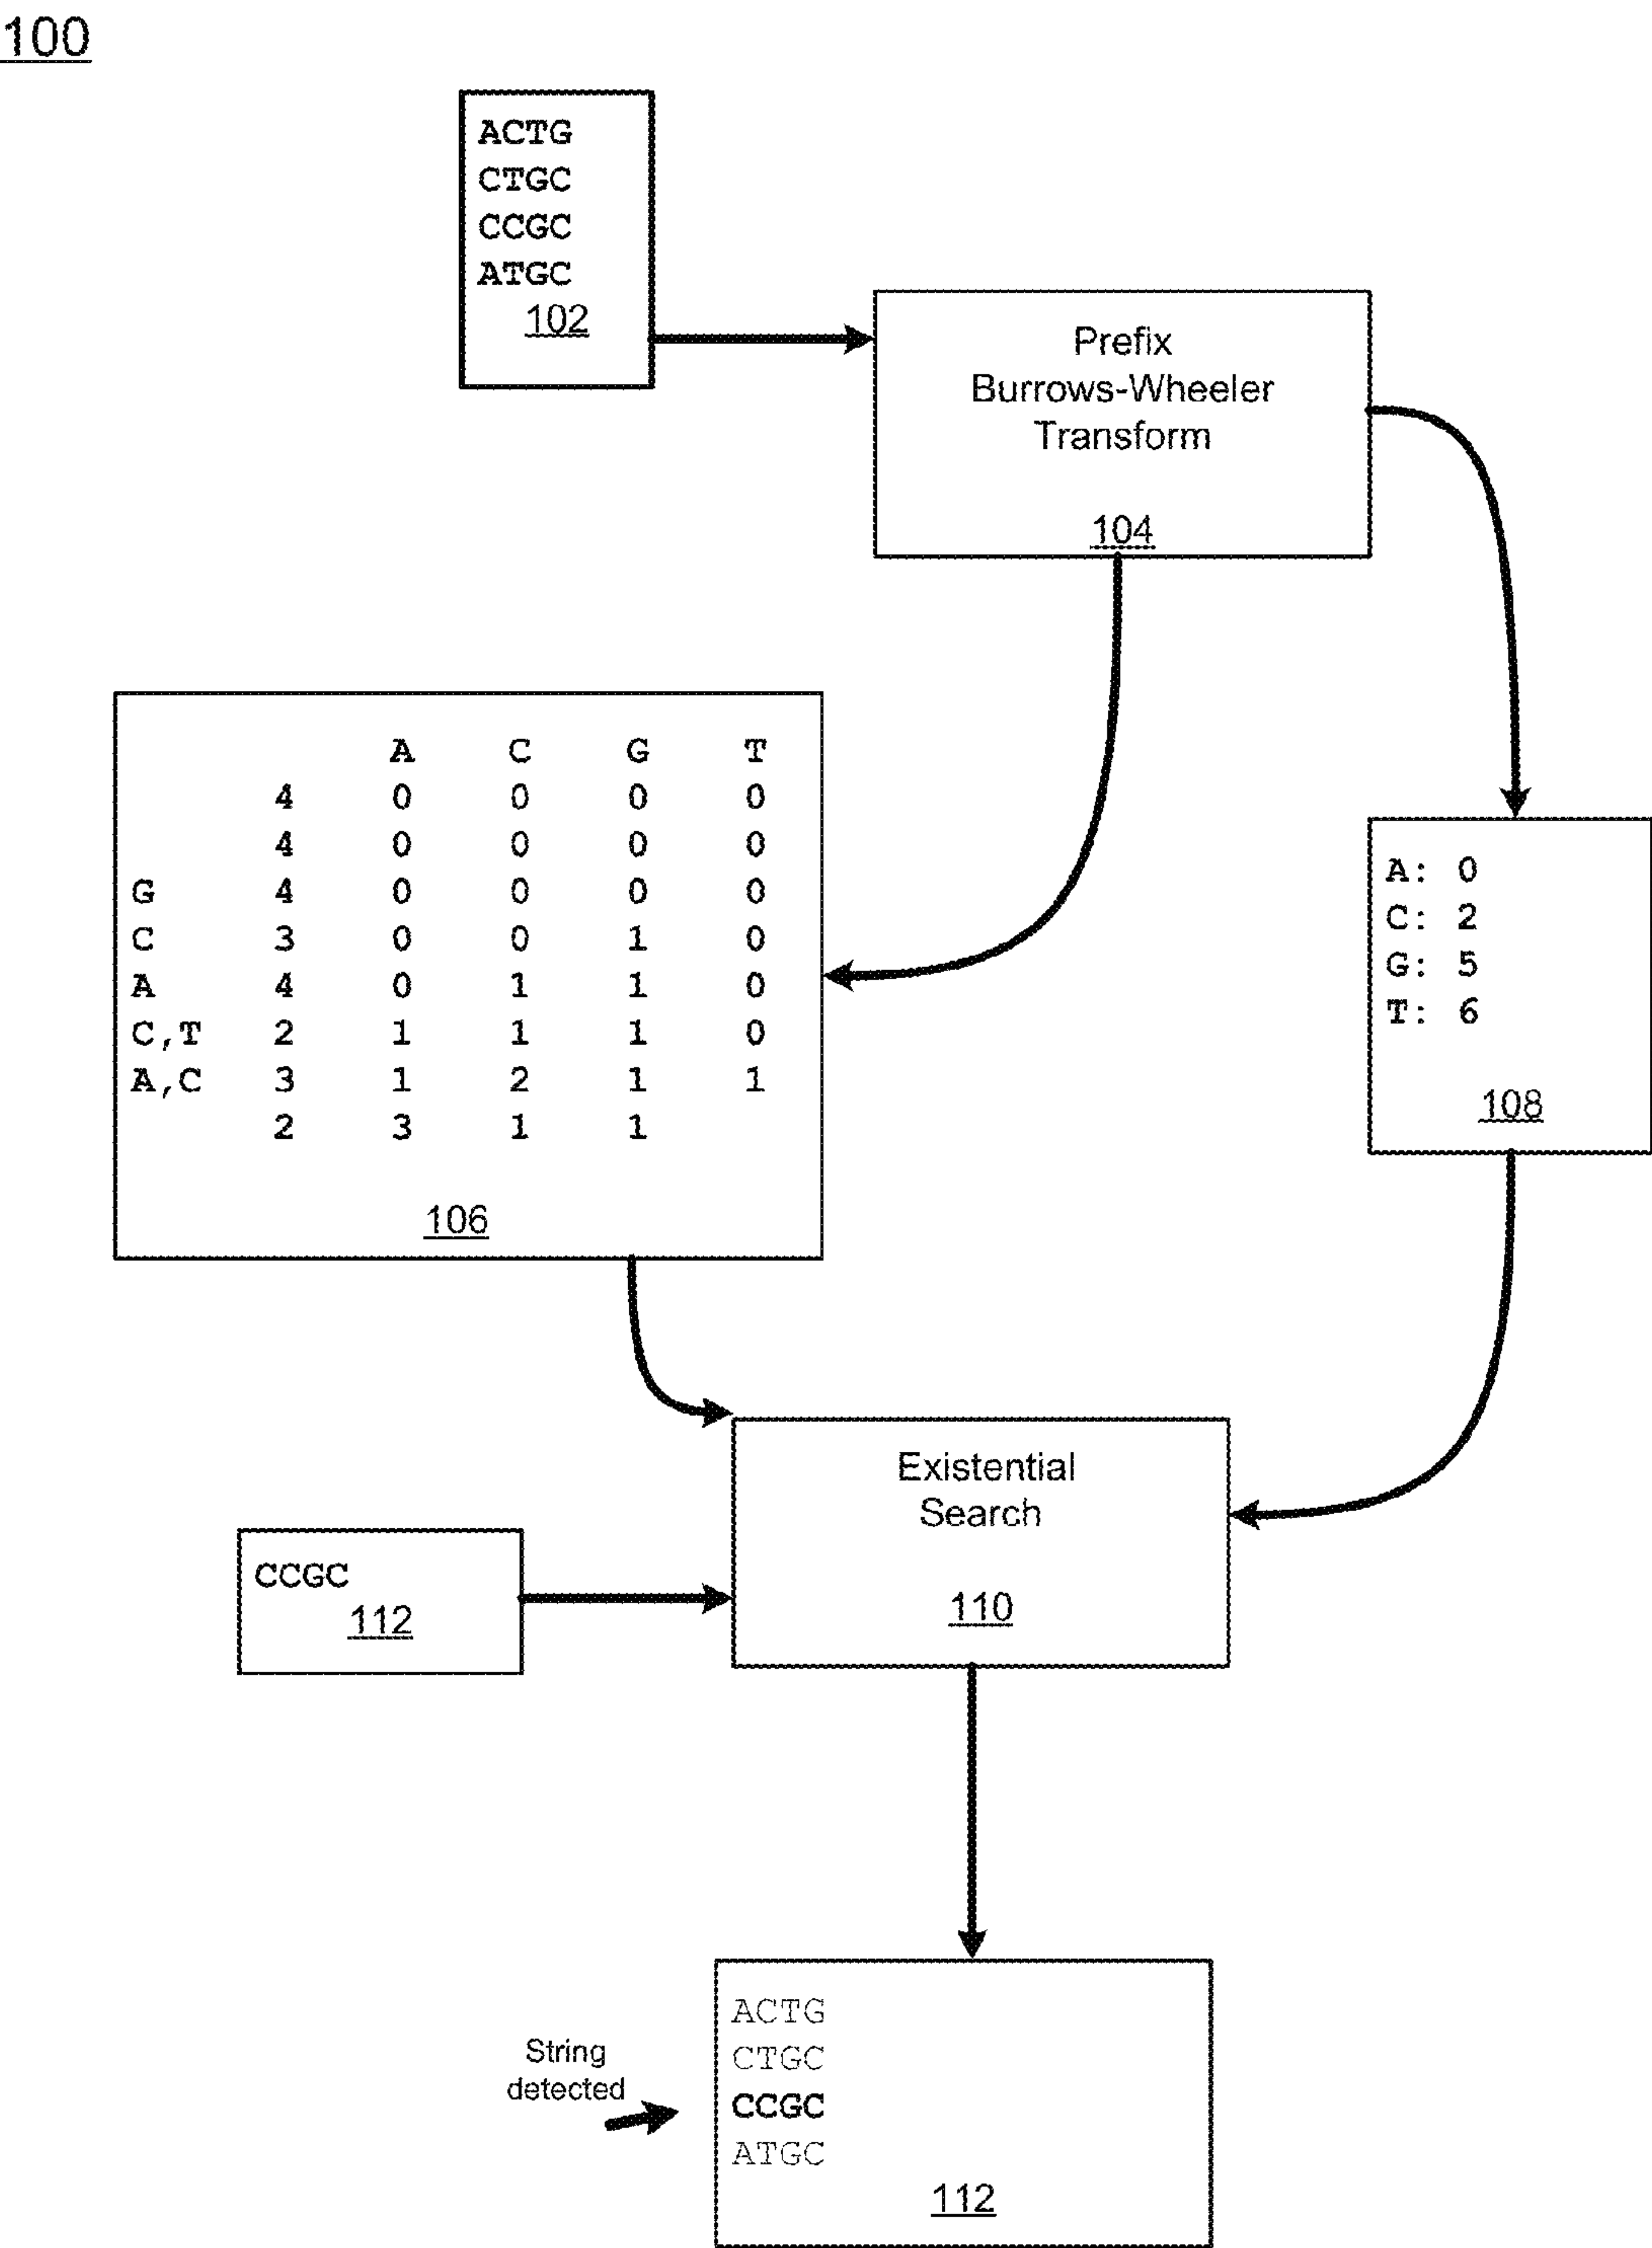 100
ACTG
CTGC
CCGC
ATGC
102
Prefix
Burrows-Wheeler
Transform
104
A C G T
4 0 0 0 0
4 0 0 0 0
G 4 0 0 0 0
C 3 0 0 1 0
A 4 0 1 1 0
C,T 2 1 1 1 0
A,C 3 1 2 1 1
2 3 1 1
106
A: 0
C: 2
G: 5
T: 6
108
Existential
Search
110
CCGC
112
String
detected
ACTG
CTGC
CCGC
ATGC
112